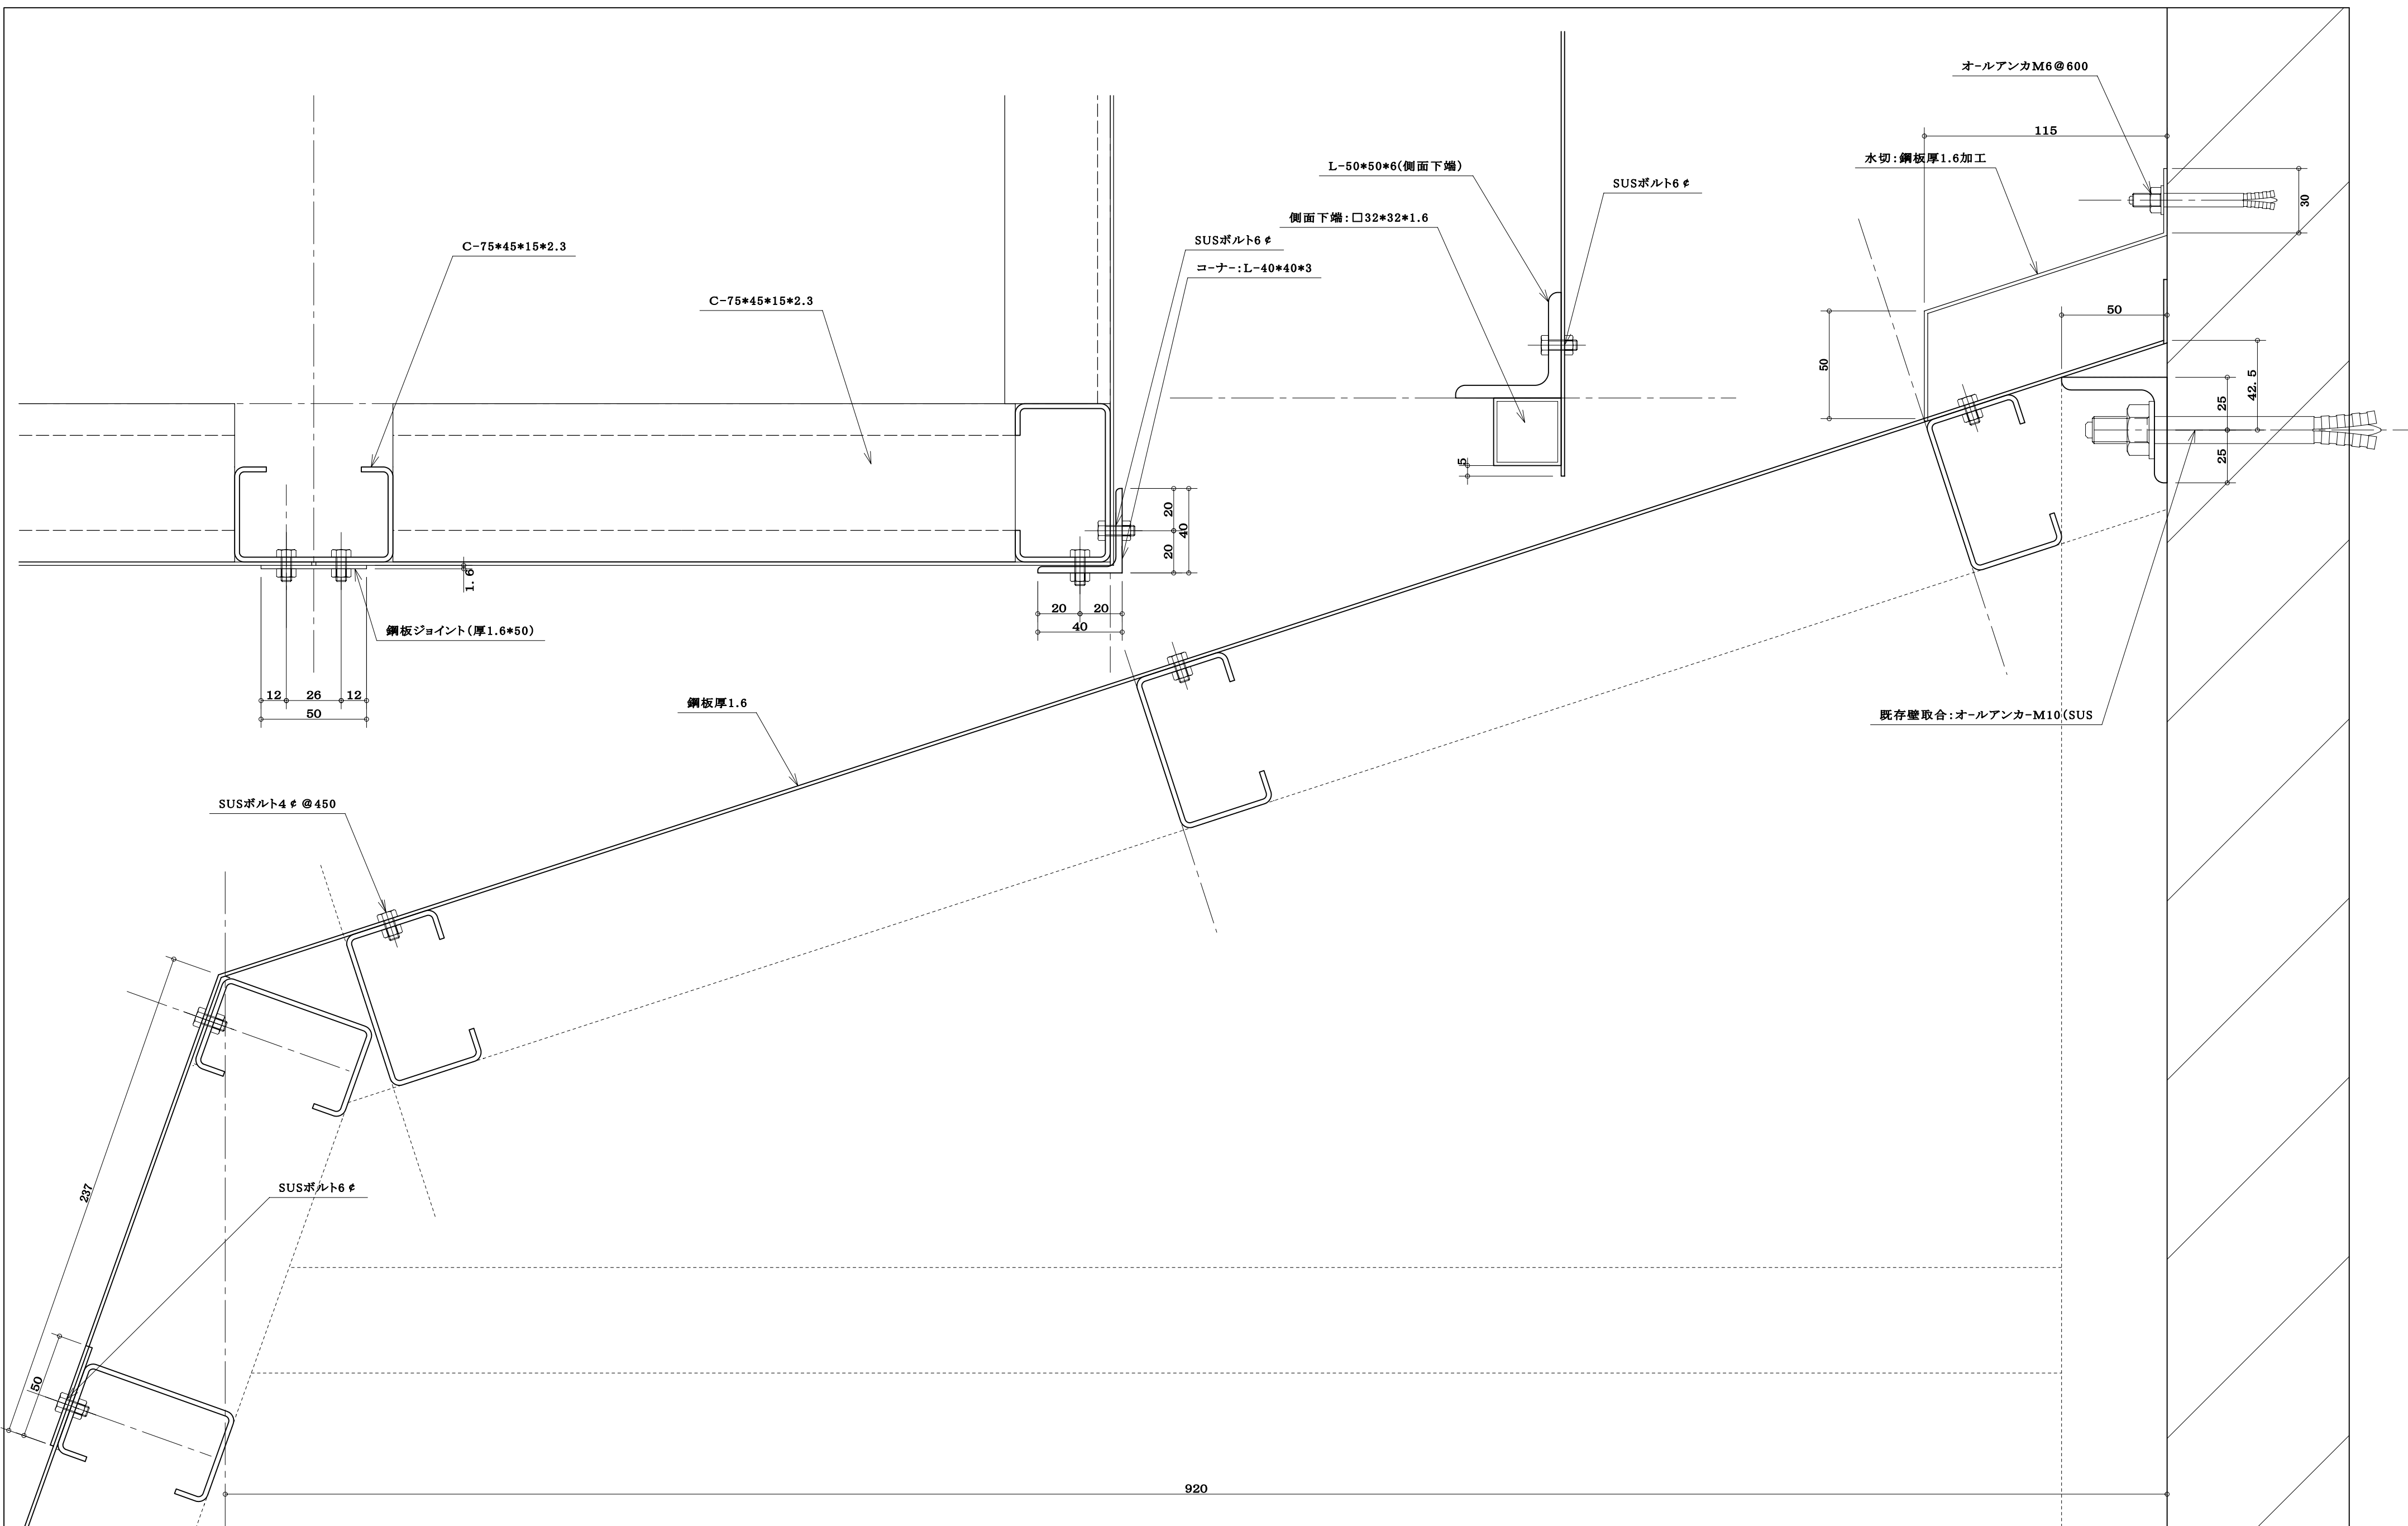 オールアンカM6@600
115
水切:鋼板厚1.6加工
L-50*50*6(側面下端)
SUSボルト6¢
30
側面下端:□32*32*1.6
SUSボルト6¢
C-75*45*15*2.3
コーナー:L-40*40*3
C-75*45*15*2.3
50
50
42.5
25
25
5
20
40
20
1.6
20
20
40
鋼板ジョイント(厚1.6*50)
12
26
12
50
鋼板厚1.6
既存壁取合:オールアンカーM10(SUS
SUSボルト4¢@450
237
SUSボルト6¢
50
920